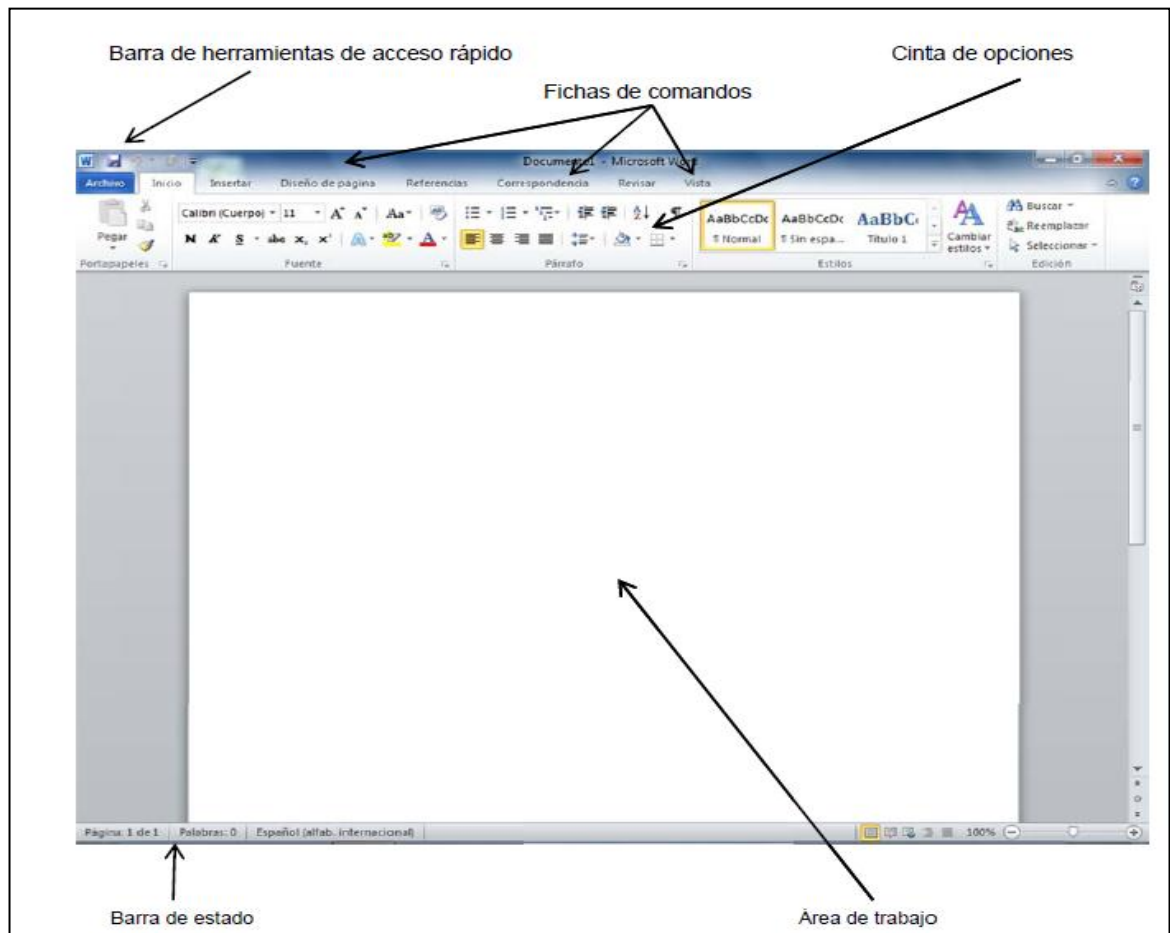 Barra de herramientas de acceso rápido
Cinta de opciones
Fichas de comandos
Documento1 - Microsoft Word
Archivo Inicio Insertar Diseño de página Referencias Correspondencia Revisar Vista
Pegar
Calibri (Cuerpo) 11 A A Aa
N K S abc x, x' A A
AaBbCcDc AaBbCcDc AaBbC
¶ Normal ¶ Sin espa... Título 1
Cambiar estilos
Buscar
Reemplazar
Seleccionar
Portapapeles Fuente Párrafo Estilos Edición
Página: 1 de 1 Palabras: 0 Español (alfab. internacional) 100%
Barra de estado
Área de trabajo